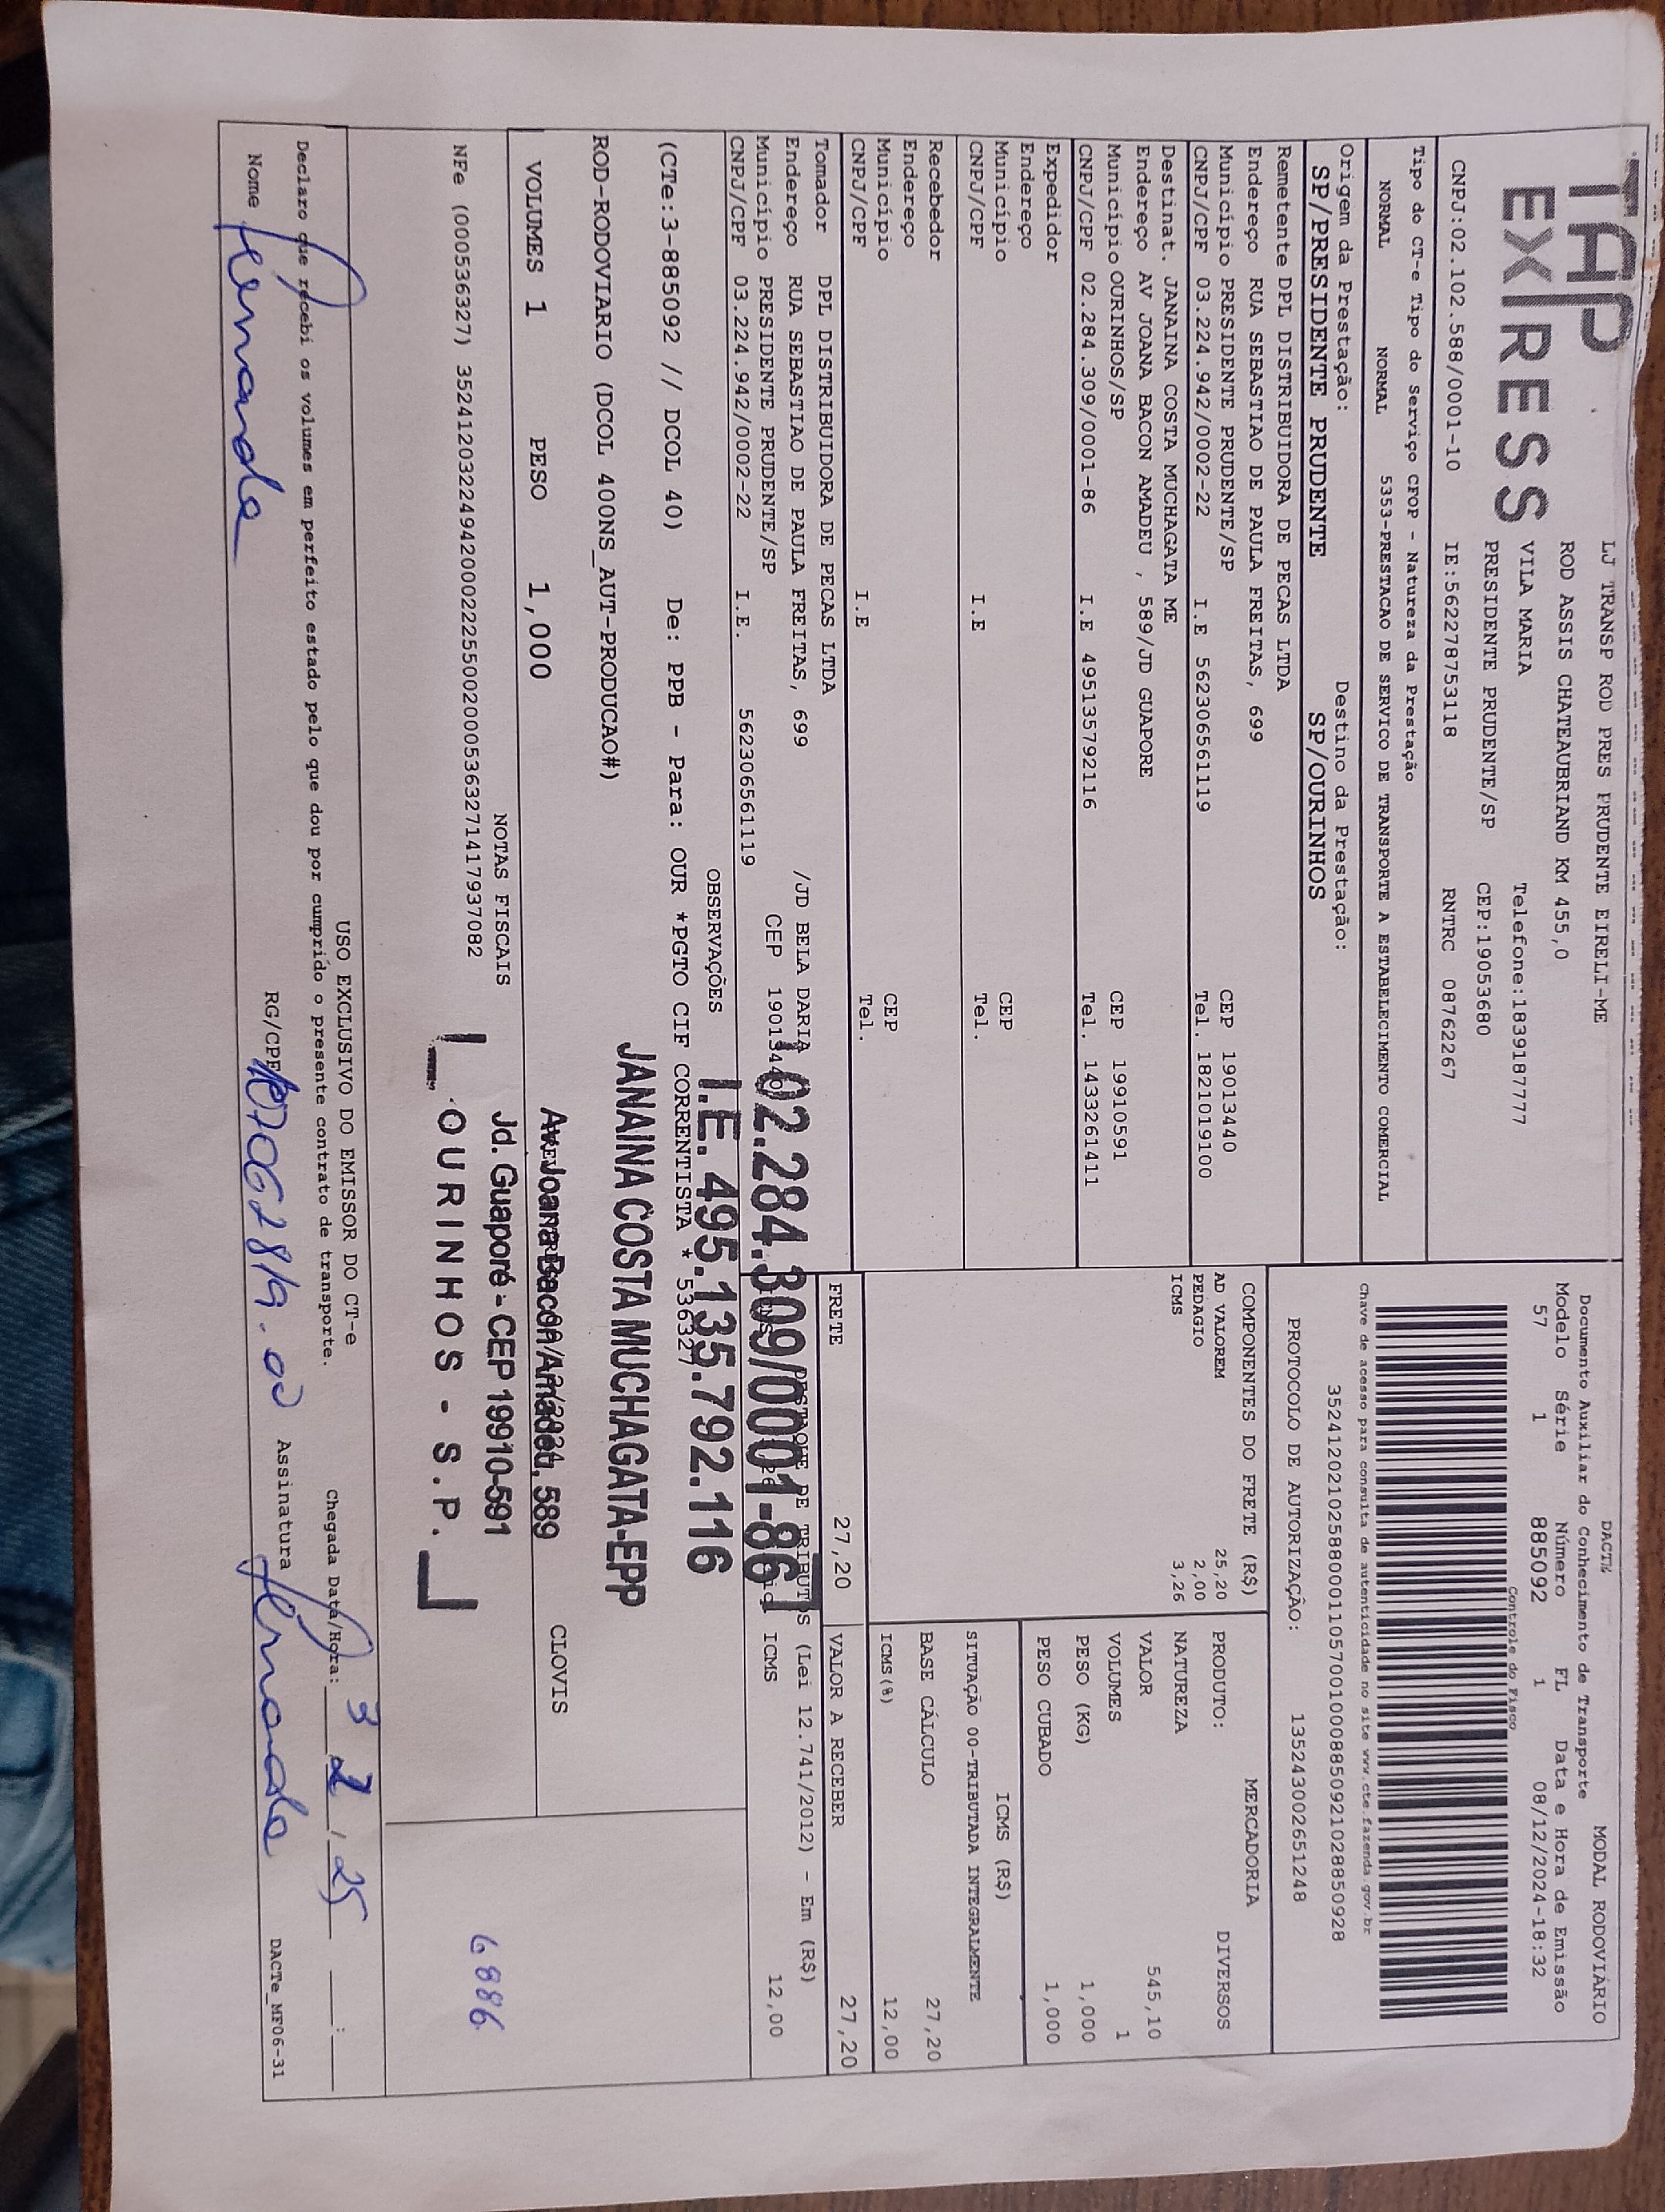 TAP
EXPRESS
LJ TRANSP ROD PRES PRUDENTE EIRELI-ME
ROD ASSIS CHATEAUBRIAND KM 455,0
VILA MARIA Telefone:1839187777
PRESIDENTE PRUDENTE/SP CEP:19053680
CNPJ:02.102.588/0001-10 IE:562278753118 RNTRC 08762267
DACTE MODAL RODOVIÁRIO
Documento Auxiliar do Conhecimento de Transporte
Modelo Série Número FL Data e Hora de Emissão
57 1 885092 1 08/12/2024-18:32
Controle do Fisco
Chave de acesso para consulta de autenticidade no site www.cte.fazenda.gov.br
35241202102588000110570010008850921028850928
PROTOCOLO DE AUTORIZAÇÃO: 135243002651248
Tipo do CT-e Tipo do Serviço CFOP - Natureza da Prestação
NORMAL NORMAL 5353-PRESTACAO DE SERVICO DE TRANSPORTE A ESTABELECIMENTO COMERCIAL
Origem da Prestação: Destino da Prestação:
SP/PRESIDENTE PRUDENTE SP/OURINHOS
Remetente DPL DISTRIBUIDORA DE PECAS LTDA
Endereço RUA SEBASTIAO DE PAULA FREITAS, 699
Município PRESIDENTE PRUDENTE/SP CEP 19013440
CNPJ/CPF 03.224.942/0002-22 I.E 562306561119 Tel. 1821019100
Destinat. JANAINA COSTA MUCHAGATA ME
Endereço AV JOANA BACON AMADEU , 589/JD GUAPORE
Município OURINHOS/SP CEP 19910591
CNPJ/CPF 02.284.309/0001-86 I.E 495135792116 Tel. 1433261411
Expedidor
Endereço
Município CEP
CNPJ/CPF I.E Tel.
Recebedor
Endereço
Município CEP
CNPJ/CPF I.E Tel.
Tomador DPL DISTRIBUIDORA DE PECAS LTDA
Endereço RUA SEBASTIAO DE PAULA FREITAS, 699 /JD BELA DARIA
Município PRESIDENTE PRUDENTE/SP CEP 19013440
CNPJ/CPF 03.224.942/0002-22 I.E. 562306561119
COMPONENTES DO FRETE (R$)
AD VALOREM 25,20
PEDAGIO 2,00
ICMS 3,26
MERCADORIA
PRODUTO: DIVERSOS
NATUREZA
VALOR 545,10
VOLUMES 1
PESO (KG) 1,000
PESO CUBADO 1,000
ICMS (R$)
SITUAÇÃO 00-TRIBUTADA INTEGRALMENTE
BASE CÁLCULO 27,20
ICMS(%) 12,00
FRETE 27,20 VALOR A RECEBER 27,20
DESTAQUE DE TRIBUTOS (Lei 12.741/2012) - Em (R$)
ICMS 12,00
OBSERVAÇÕES
(CTe:3-885092 // DCOL 40) De: PPB - Para: OUR *PGTO CIF CORRENTISTA * 536327
ROD-RODOVIARIO (DCOL 400NS_AUT-PRODUCAO#)
02.284.309/0001-86
I.E. 495.135.792.116
JANAINA COSTA MUCHAGATA-EPP
Av. Joana Bacon Amadeu, 589
Jd. Guaporé - CEP 19910-591
OURINHOS - S.P.
VOLUMES 1 PESO 1,000 CLOVIS
NOTAS FISCAIS
NFe (000536327) 35241203224942000222550020005363271417937082
6886
USO EXCLUSIVO DO EMISSOR DO CT-e
Declaro que recebi os volumes em perfeito estado pelo que dou por cumprido o presente contrato de transporte. Chegada Data/Hora: 3 / 1 / 25 __:__
Nome Fernanda RG/CPF Assinatura Fernanda DACTe_MF06-31